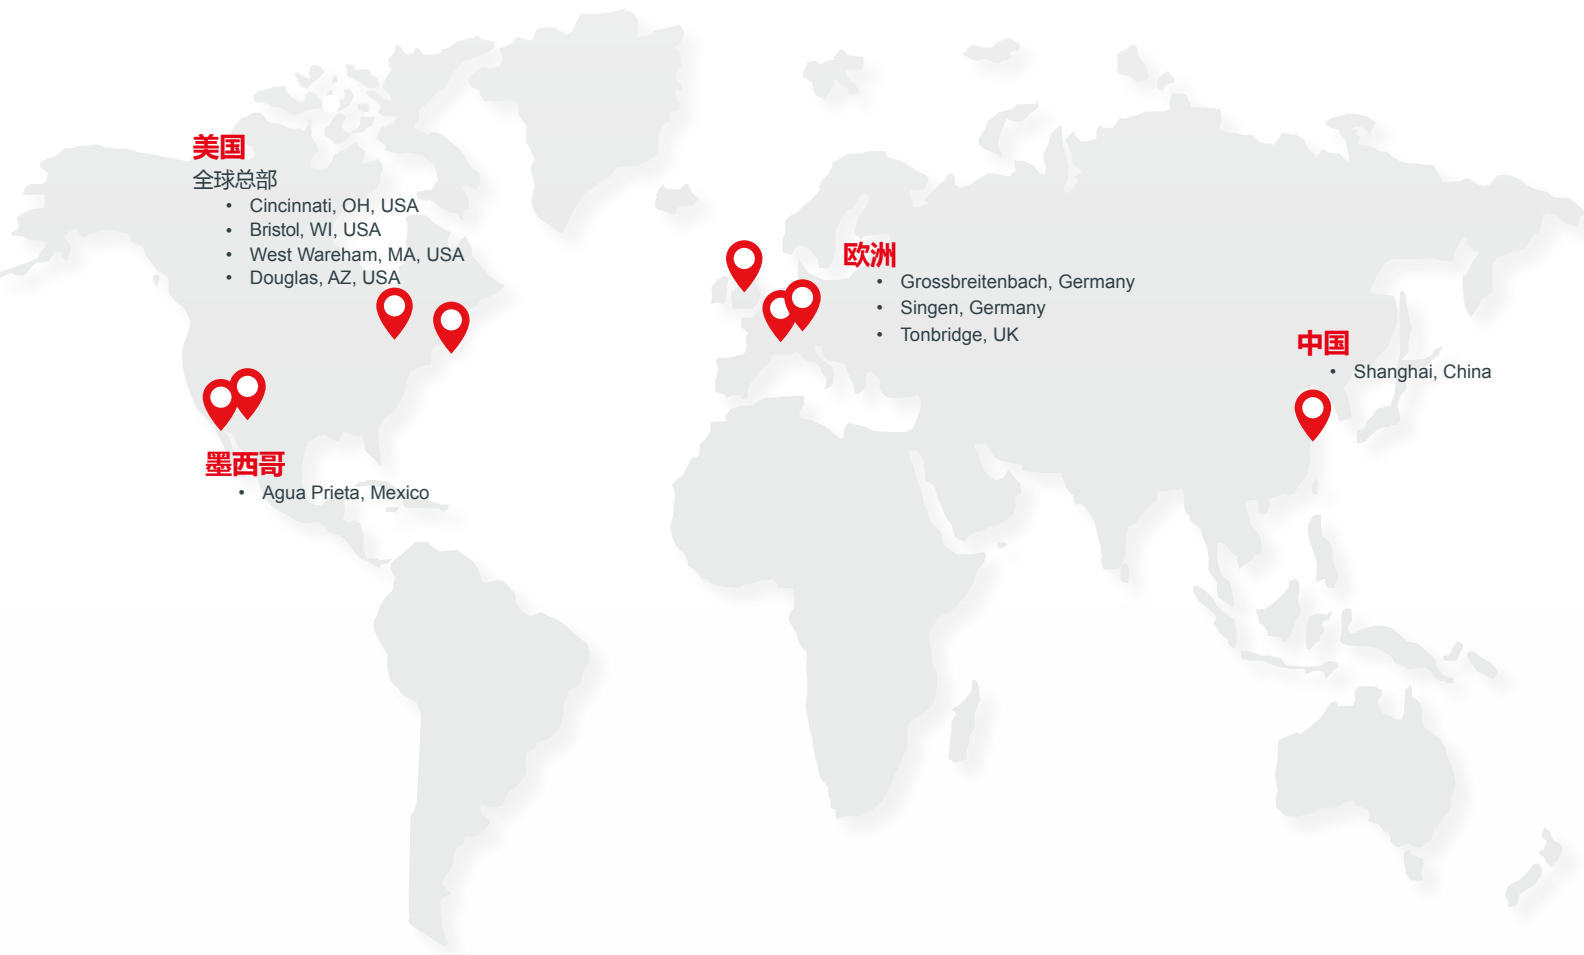 美国
全球总部
• Cincinnati, OH, USA
• Bristol, WI, USA
• West Wareham, MA, USA
• Douglas, AZ, USA
墨西哥
• Agua Prieta, Mexico
欧洲
• Grossbreitenbach, Germany
• Singen, Germany
• Tonbridge, UK
中国
• Shanghai, China